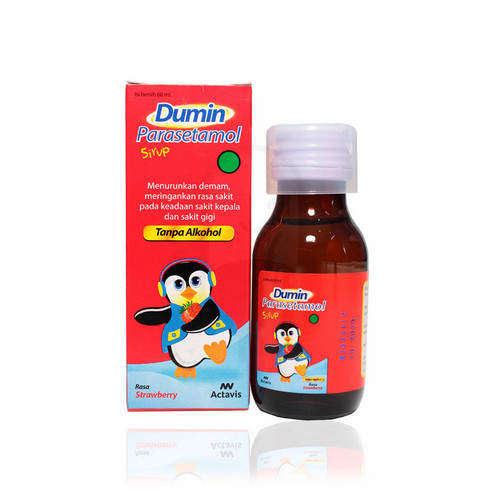 Isi bersih 60 ml
Dumin
Parasetamol
Sirup
Menurunkan demam,
meringankan rasa sakit
pada keadaan sakit kepala
dan sakit gigi
Tanpa Alkohol
Rasa
Strawberry
Actavis
Dumin
Parasetamol
Sirup
Rasa
Strawberry
Actavis